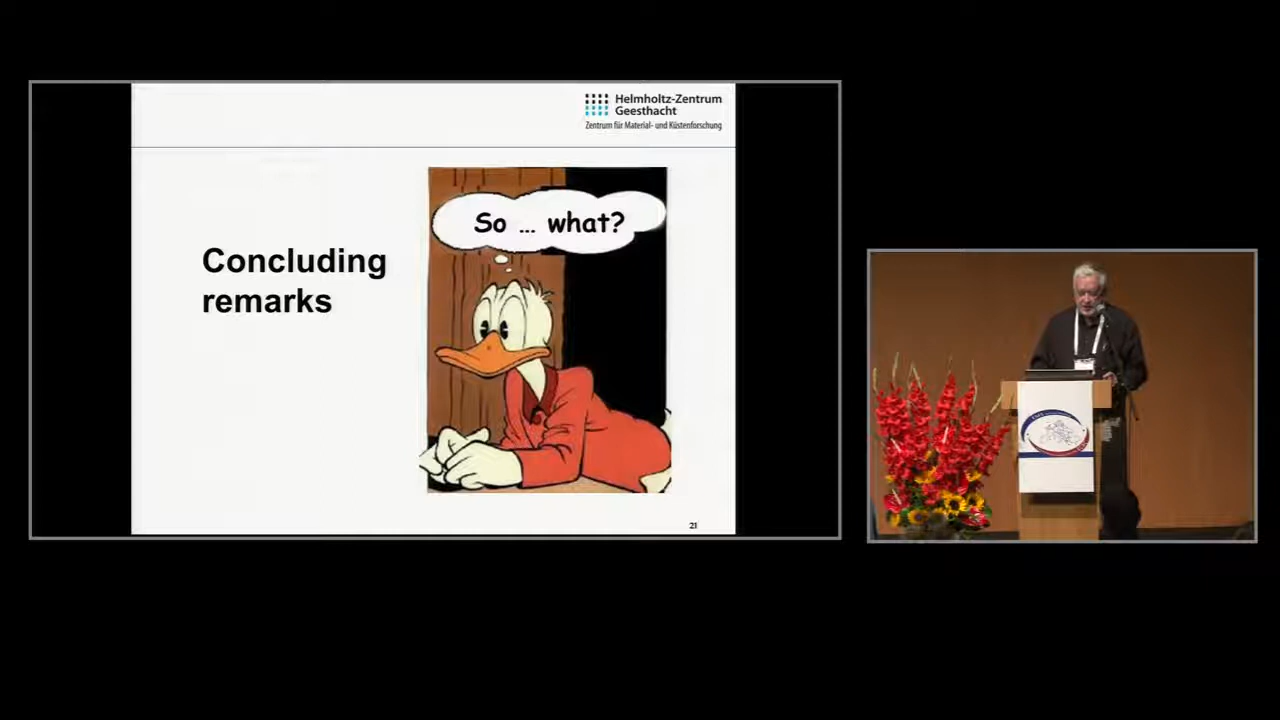 Helmholtz-Zentrum
Geesthacht
Zentrum für Material- und Küstenforschung
So ... what?
Concluding
remarks
21